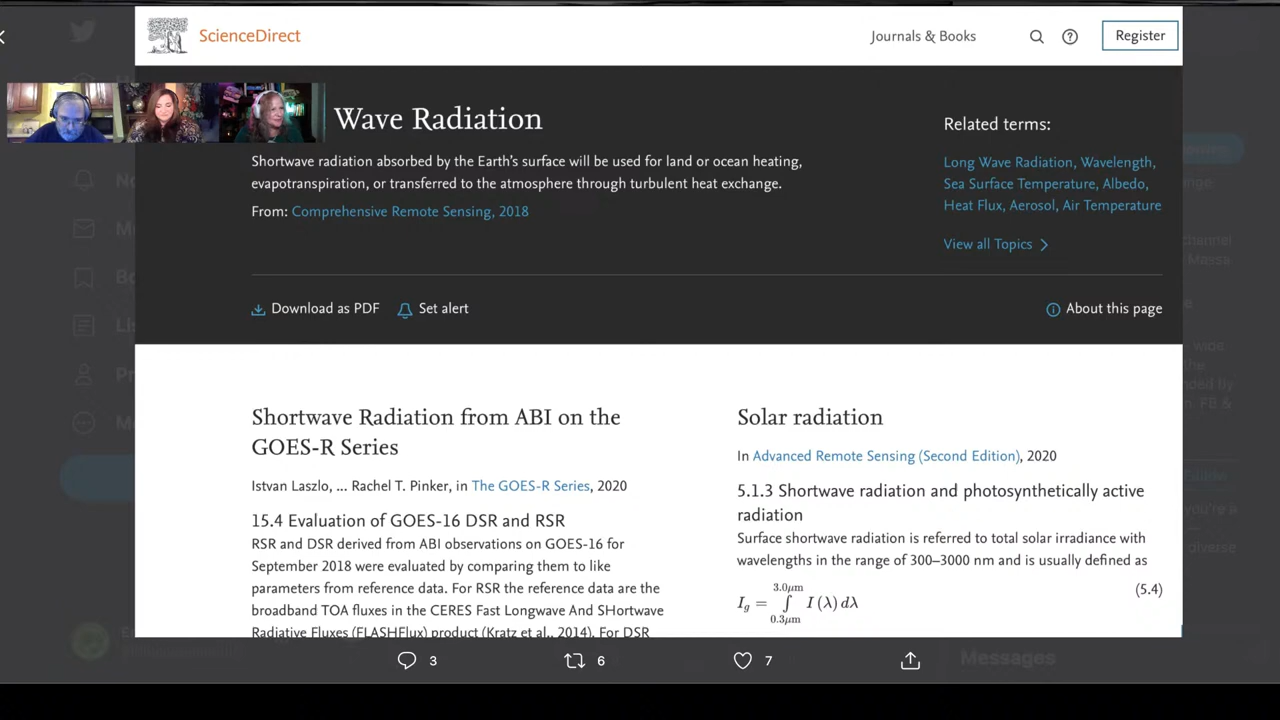 ScienceDirect
Journals & Books
Register
Wave Radiation
Shortwave radiation absorbed by the Earth's surface will be used for land or ocean heating,
evapotranspiration, or transferred to the atmosphere through turbulent heat exchange.
From: Comprehensive Remote Sensing, 2018
Related terms:
Long Wave Radiation, Wavelength,
Sea Surface Temperature, Albedo,
Heat Flux, Aerosol, Air Temperature
View all Topics
Download as PDF
Set alert
About this page
Shortwave Radiation from ABI on the
GOES-R Series
Istvan Laszlo, ... Rachel T. Pinker, in The GOES-R Series, 2020
15.4 Evaluation of GOES-16 DSR and RSR
RSR and DSR derived from ABI observations on GOES-16 for
September 2018 were evaluated by comparing them to like
parameters from reference data. For RSR the reference data are the
broadband TOA fluxes in the CERES Fast Longwave And SHortwave
Radiative Fluxes (FLASHFlux) product (Kratz et al., 2014). For DSR
Solar radiation
In Advanced Remote Sensing (Second Edition), 2020
5.1.3 Shortwave radiation and photosynthetically active
radiation
Surface shortwave radiation is referred to total solar irradiance with
wavelengths in the range of 300–3000 nm and is usually defined as
I_g = ∫_{0.3μm}^{3.0μm} I (λ) dλ (5.4)
3
6
7
Messages